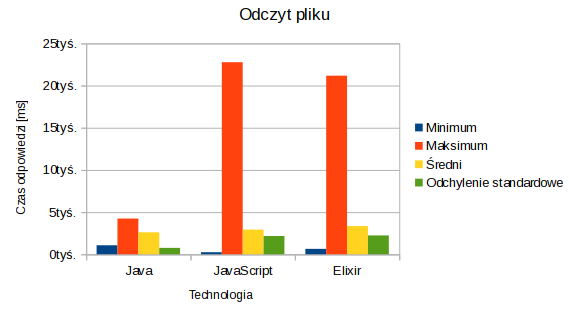 Odczyt pliku
25tyś.
20tyś.
15tyś.
10tyś.
5tyś.
0tyś.
Czas odpowiedzi [ms]
Java
JavaScript
Elixir
Technologia
Minimum
Maksimum
Średni
Odchylenie standardowe